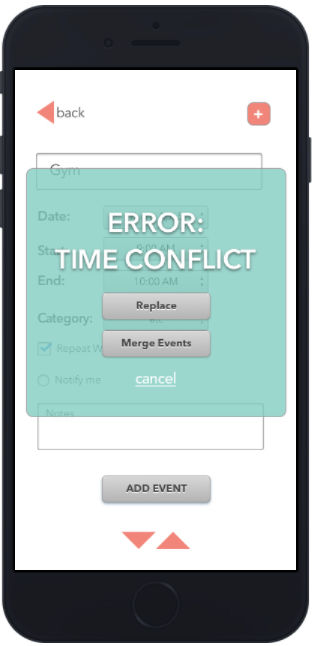 back
+
Gym
ERROR:
TIME CONFLICT
Date:
9:00 AM
End:
10:00 AM
Replace
Category:
Merge Events
Repeat W
Notify me
cancel
Notes
ADD EVENT